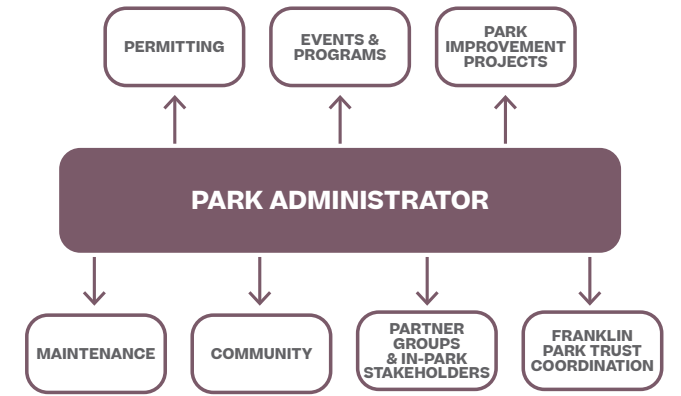 PERMITTING
EVENTS &
PROGRAMS
PARK
IMPROVEMENT
PROJECTS
PARK ADMINISTRATOR
MAINTENANCE
COMMUNITY
PARTNER
GROUPS
& IN-PARK
STAKEHOLDERS
FRANKLIN
PARK TRUST
COORDINATION